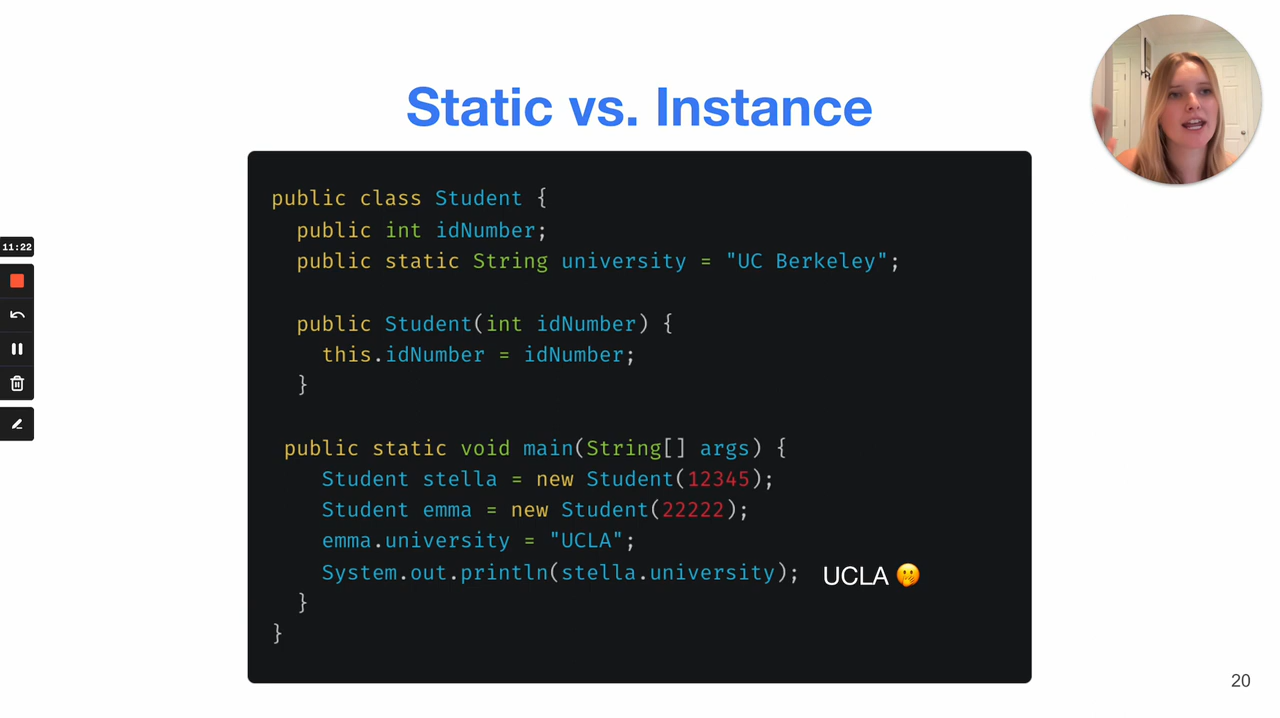 Static vs. Instance
11:22
public class Student {
public int idNumber;
public static String university = "UC Berkeley";
public Student(int idNumber) {
this.idNumber = idNumber;
}
public static void main(String[] args) {
Student stella = new Student(12345);
Student emma = new Student(22222);
emma.university = "UCLA";
System.out.println(stella.university); UCLA 🤭
}
}
20